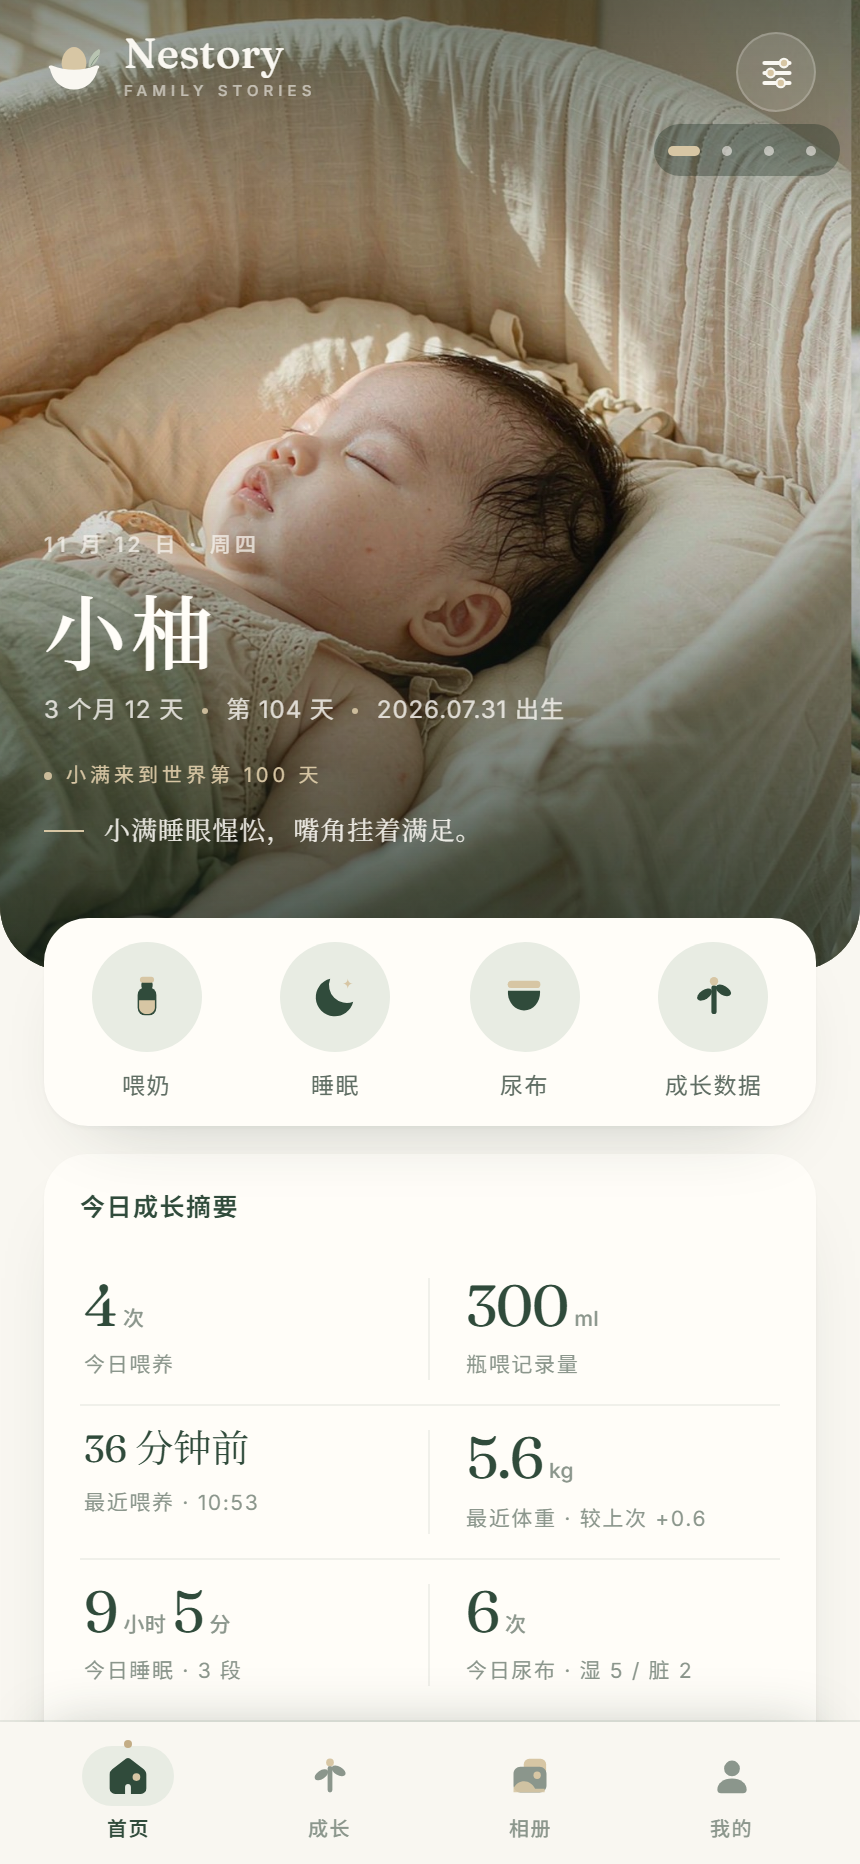 Nestory
FAMILY STORIES
11 月 12 日 · 周四
小柚
3 个月 12 天 • 第 104 天 • 2026.07.31 出生
小满来到世界第 100 天
小满睡眼惺忪，嘴角挂着满足。
喂奶 睡眠 尿布 成长数据
今日成长摘要
4 次 300 ml
今日喂养 瓶喂记录量
36 分钟前 5.6 kg
最近喂养 · 10:53 最近体重 · 较上次 +0.6
9 小时 5 分 6 次
今日睡眠 · 3 段 今日尿布 · 湿 5 / 脏 2
首页 成长 相册 我的